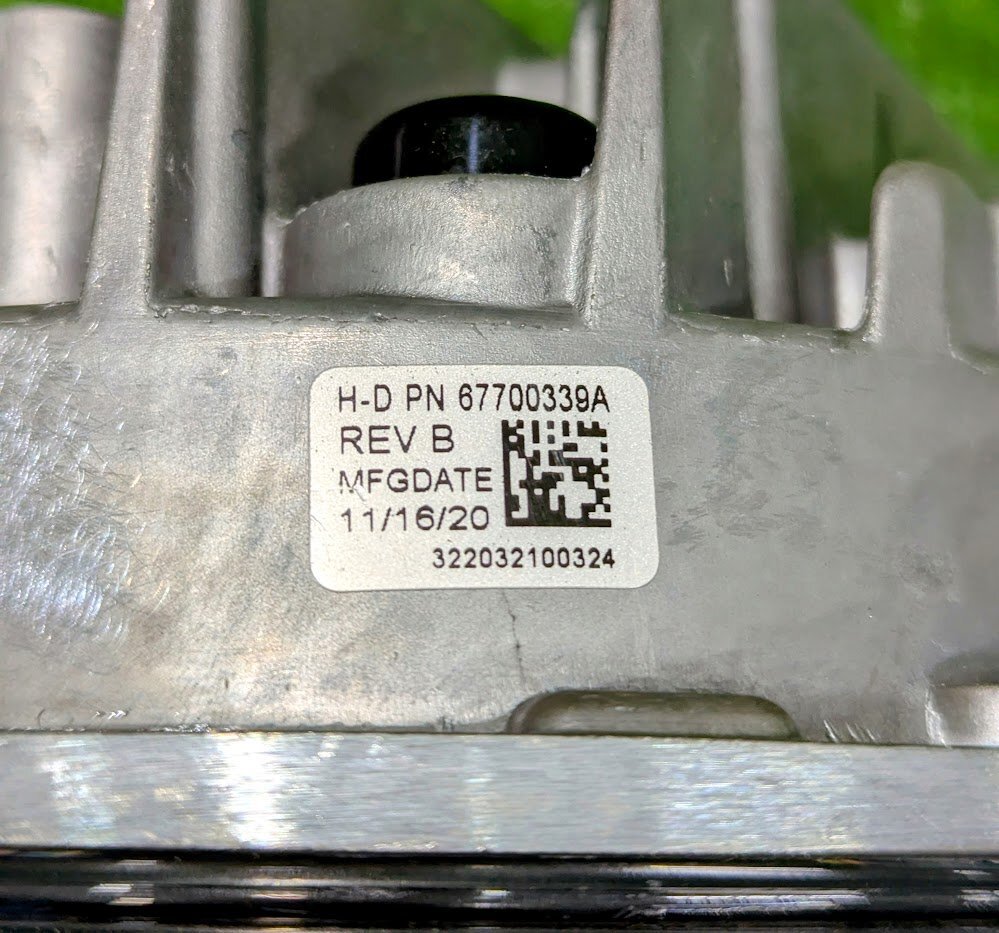 H-D PN 67700339A
REV B
MFGDATE
11/16/20
322032100324